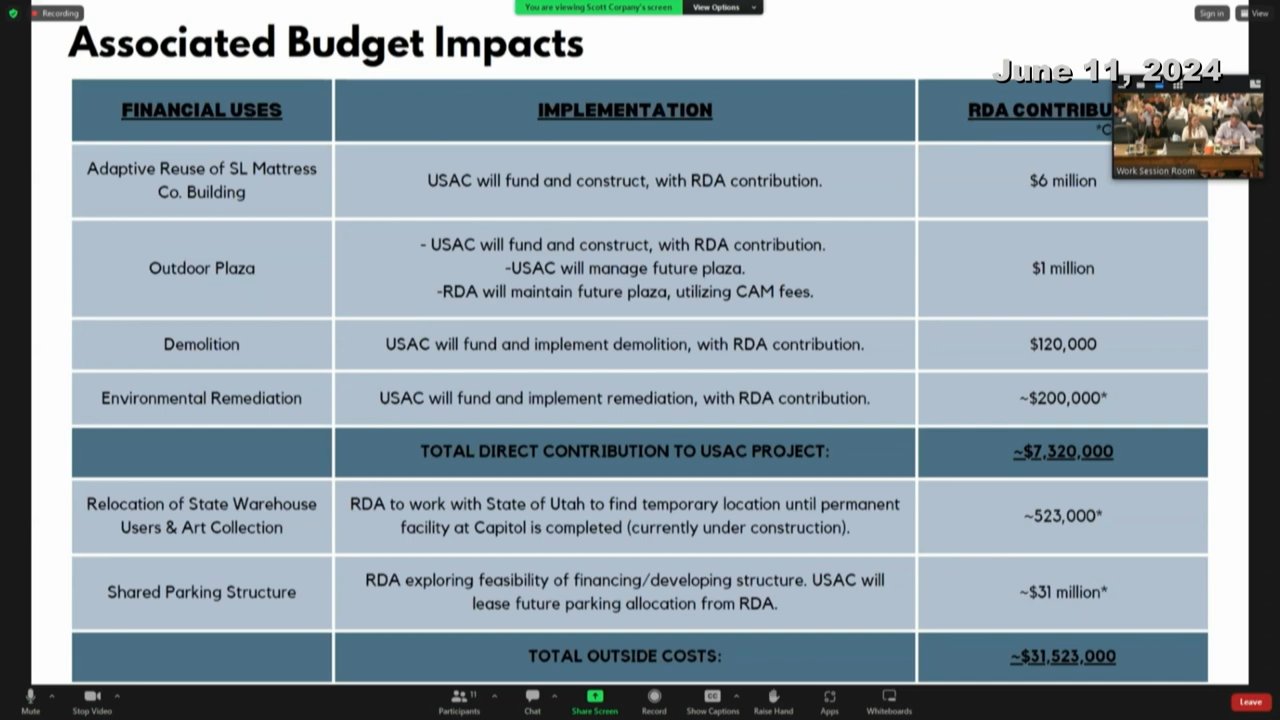 Recording
You are viewing Scott Corpany's screen
View Options
Sign in
View
Associated Budget Impacts
June 11, 2024
FINANCIAL USES
IMPLEMENTATION
RDA CONTRIBU
*C
Work Session Room
Adaptive Reuse of SL Mattress
Co. Building
USAC will fund and construct, with RDA contribution.
$6 million
Outdoor Plaza
- USAC will fund and construct, with RDA contribution.
-USAC will manage future plaza.
-RDA will maintain future plaza, utilizing CAM fees.
$1 million
Demolition
USAC will fund and implement demolition, with RDA contribution.
$120,000
Environmental Remediation
USAC will fund and implement remediation, with RDA contribution.
~$200,000*
TOTAL DIRECT CONTRIBUTION TO USAC PROJECT:
~$7,320,000
Relocation of State Warehouse
Users & Art Collection
RDA to work with State of Utah to find temporary location until permanent
facility at Capitol is completed (currently under construction).
~523,000*
Shared Parking Structure
RDA exploring feasibility of financing/developing structure. USAC will
lease future parking allocation from RDA.
~$31 million*
TOTAL OUTSIDE COSTS:
~$31,523,000
Mute
Stop Video
Participants
11
Chat
Share Screen
Record
CC
Show Captions
Raise Hand
Apps
Whiteboards
Leave